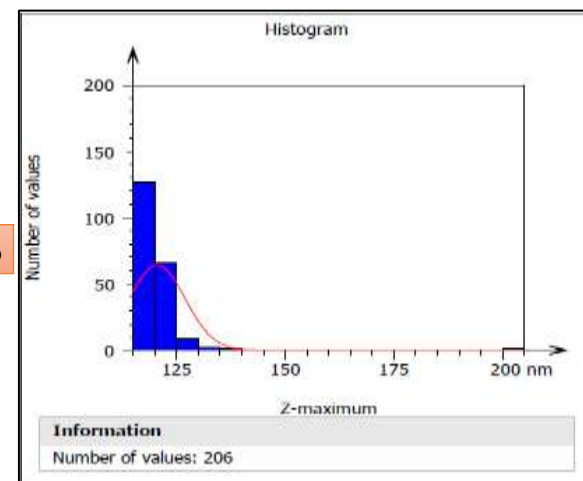 Histogram
200
150
100
50
0
Number of values
125 150 175 200 nm
Z-maximum
Information
Number of values: 206